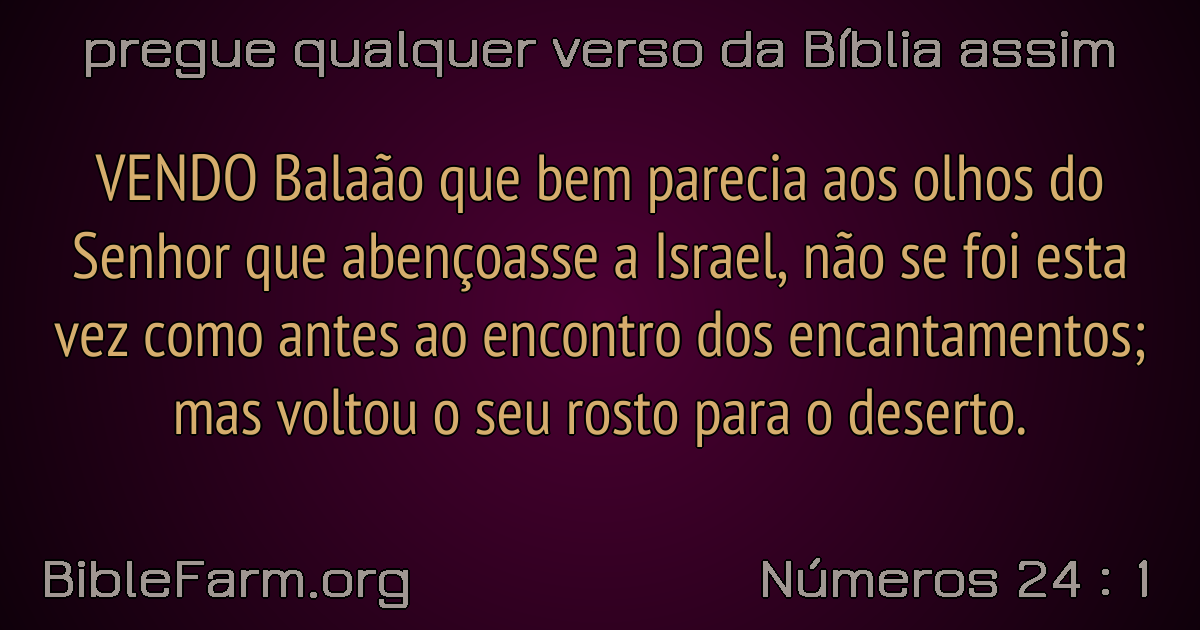 pregue qualquer verso da Bíblia assim
VENDO Balaão que bem parecia aos olhos do
Senhor que abençoasse a Israel, não se foi esta
vez como antes ao encontro dos encantamentos;
mas voltou o seu rosto para o deserto.
BibleFarm.org
Números 24 : 1